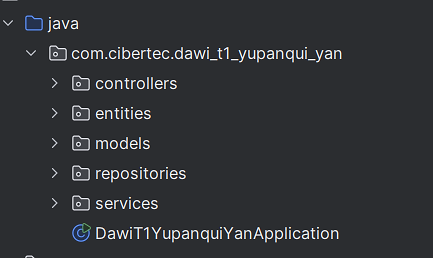 java
com.cibertec.dawi_t1_yupanqui_yan
controllers
entities
models
repositories
services
DawiT1YupanquiYanApplication